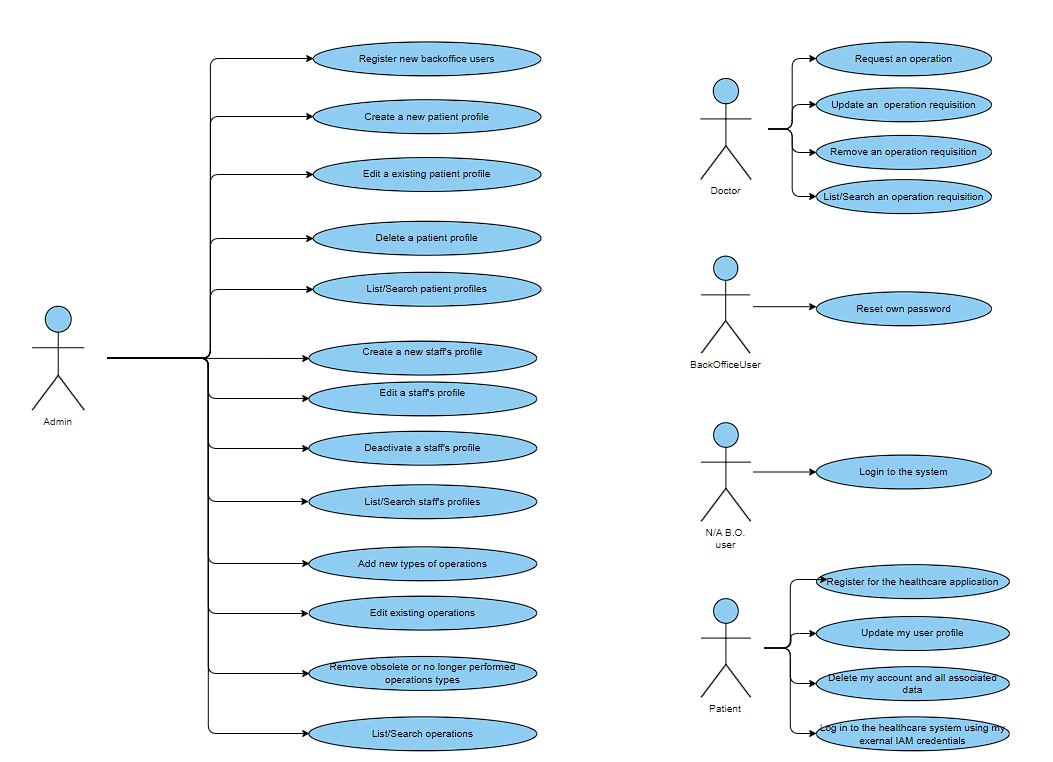 Register new backoffice users
Create a new patient profile
Edit a existing patient profile
Delete a patient profile
List/Search patient profiles
Admin
Create a new staff's profile
Edit a staff's profile
Deactivate a staff's profile
List/Search staff's profiles
Add new types of operations
Edit existing operations
Remove obsolete or no longer performed
operations types
List/Search operations
Request an operation
Update an  operation requisition
Remove an operation requisition
List/Search an operation requisition
Doctor
Reset own password
BackOfficeUser
Login to the system
N/A B.O.
user
Register for the healthcare application
Update my user profile
Delete my account and all associated
data
Log in to the healthcare system using my
exernal IAM credentials
Patient